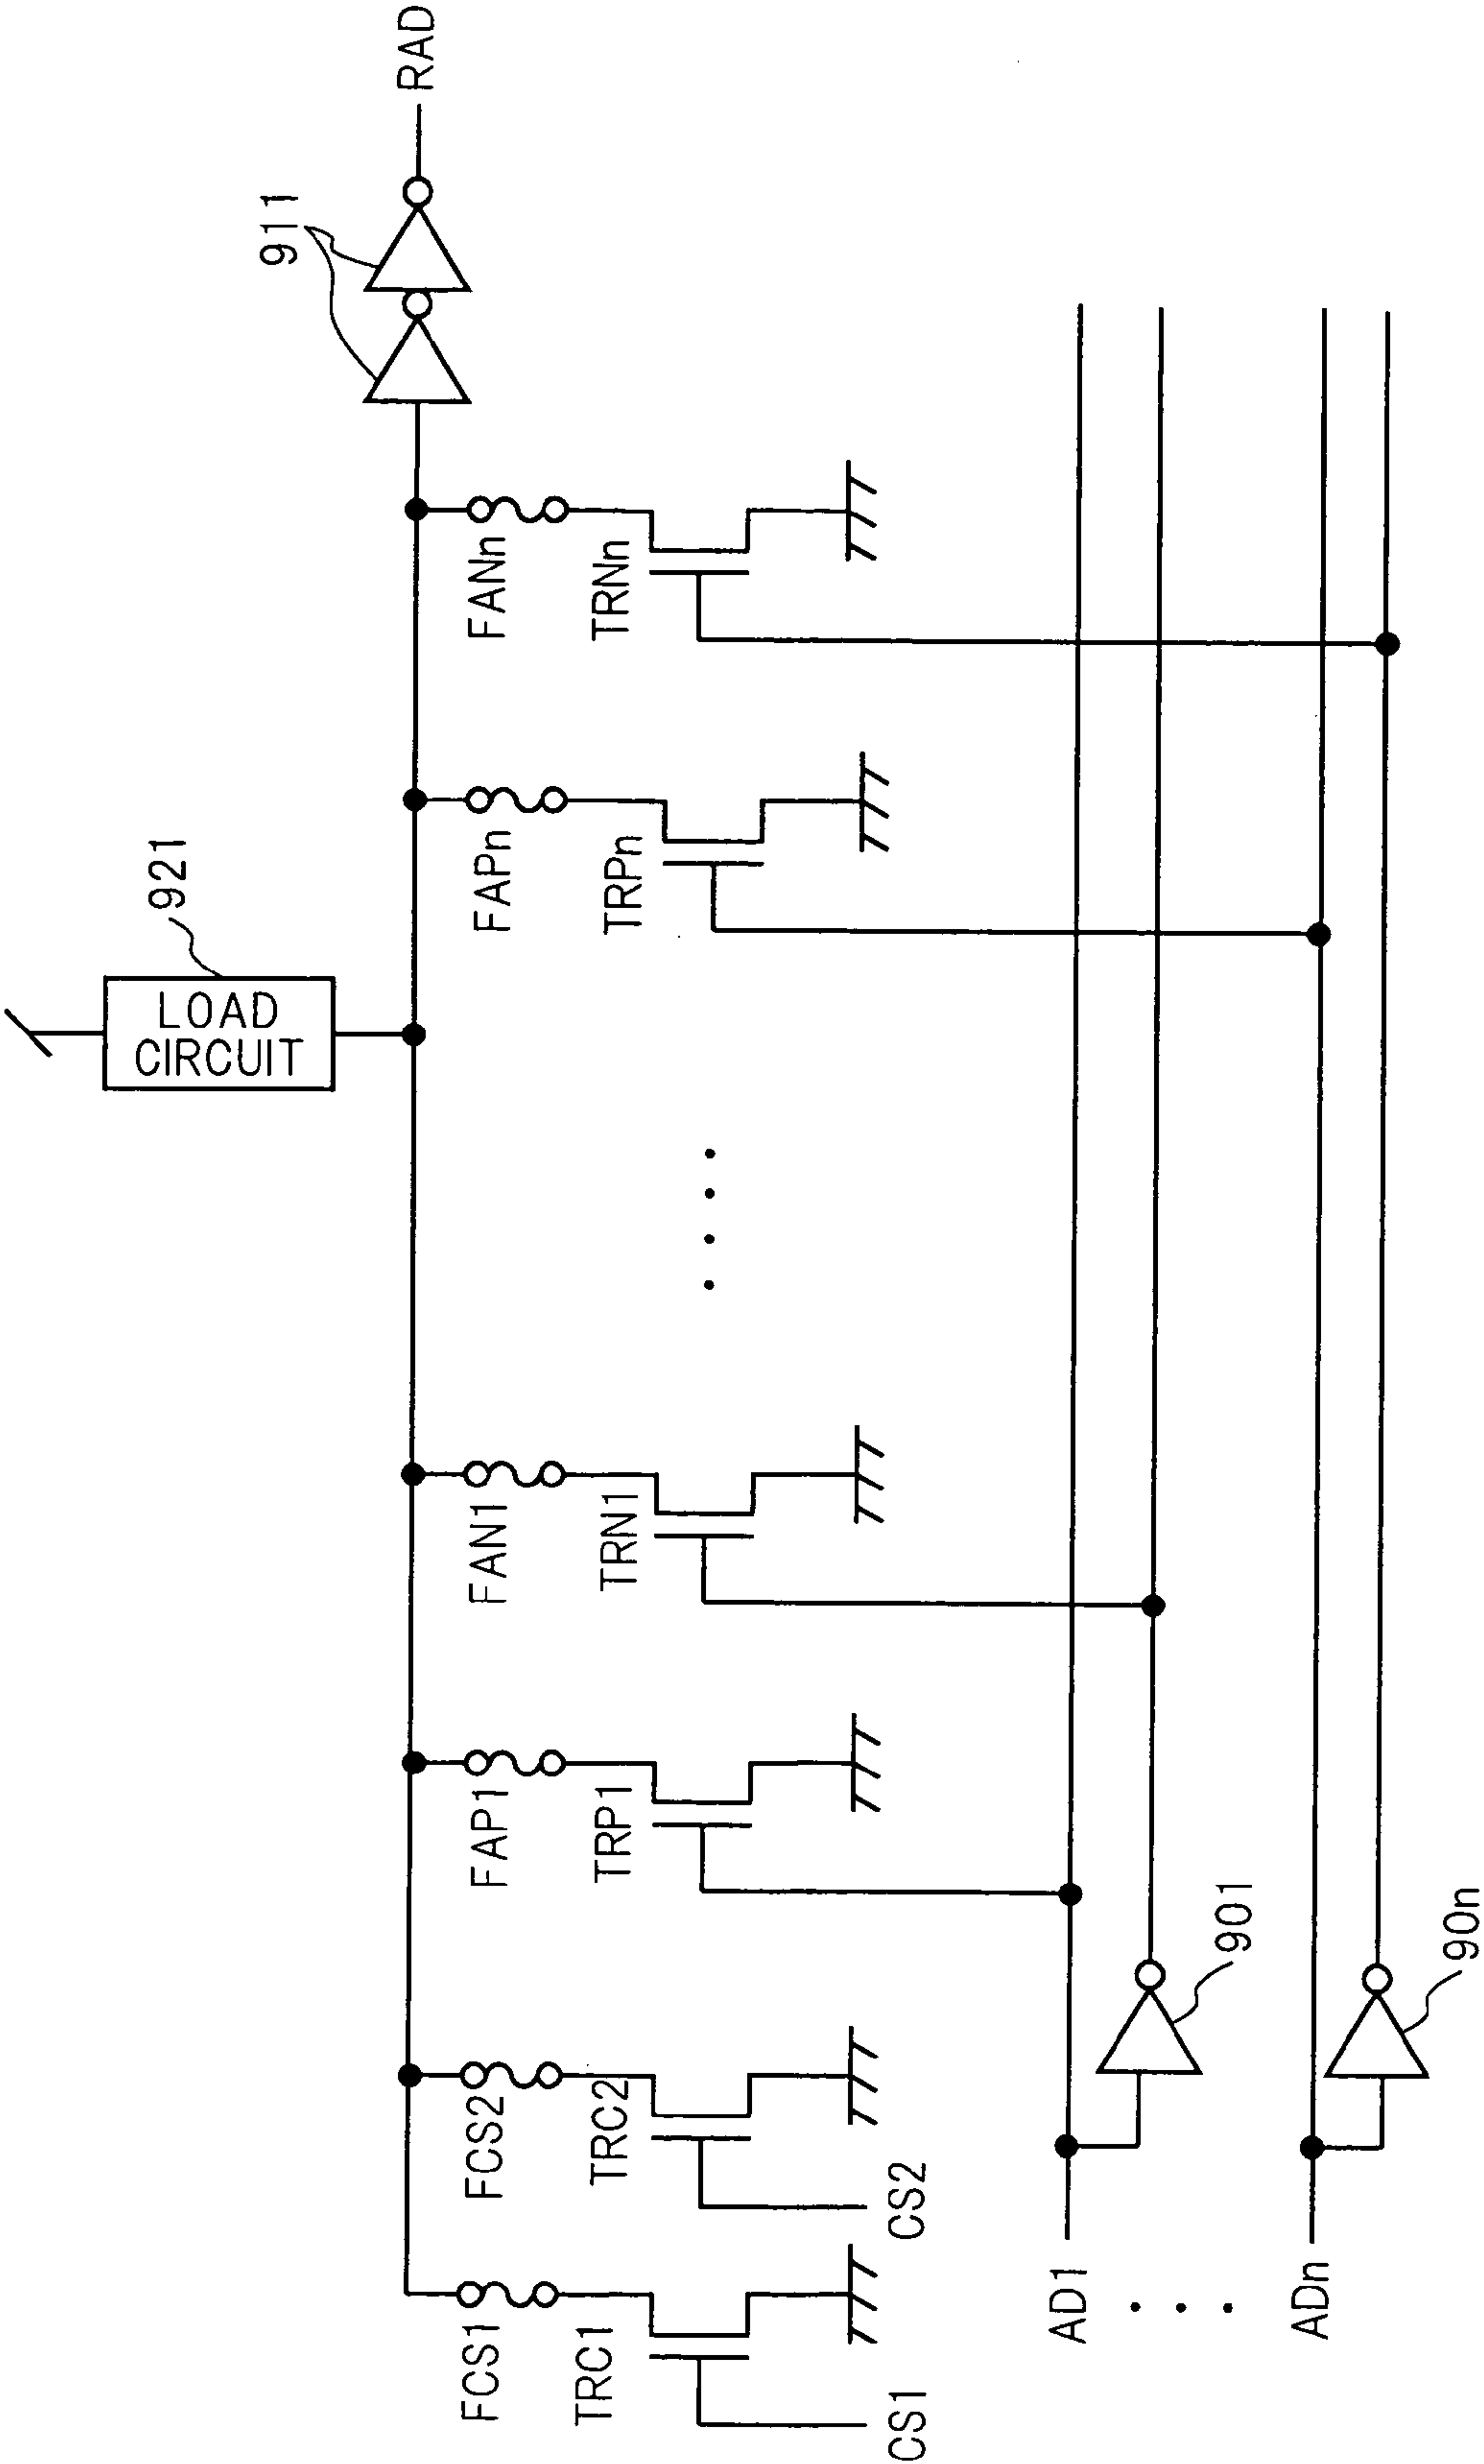 921
LOAD
CIRCUIT
911
RAD
FCS1
FCS2
FAP1
FAN1
FAPn
FANn
TRC1
TRC2
TRP1
TRN1
TRPn
TRNn
CS1
CS2
AD1
901
ADn
90n